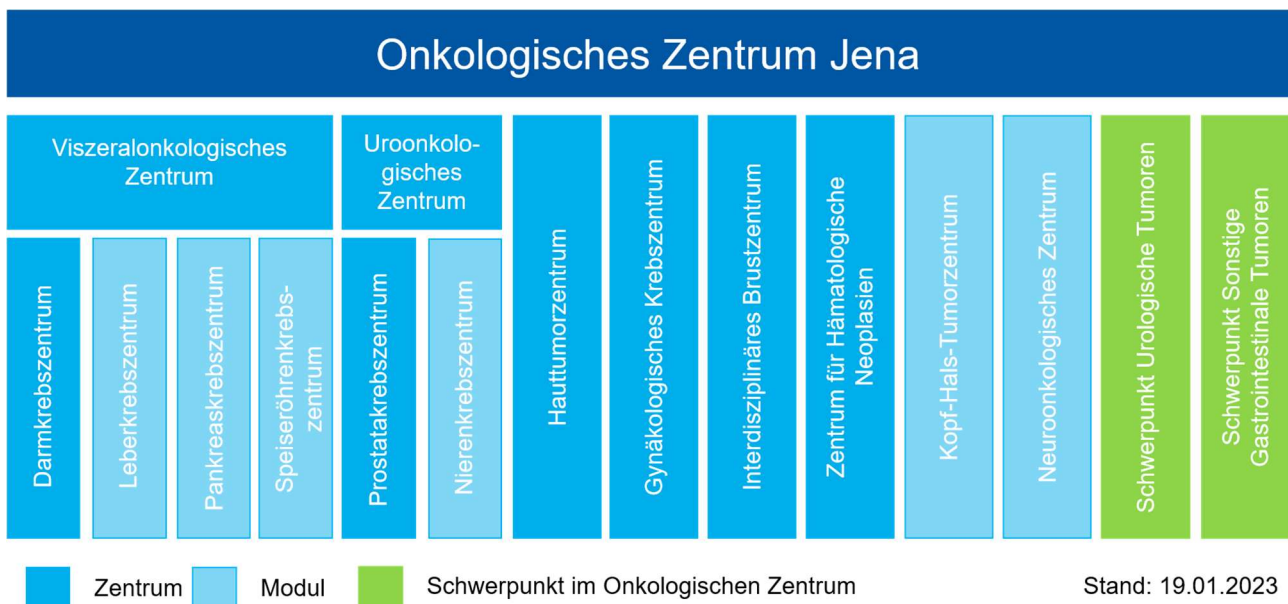 Onkologisches Zentrum Jena
Viszeralonkologisches
Zentrum
Uroonkolo-
gisches
Zentrum
Darmkrebszentrum
Leberkrebszentrum
Pankreaskrebszentrum
Speiseröhrenkrebs-
zentrum
Prostatakrebszentrum
Nierenkrebszentrum
Hauttumorzentrum
Gynäkologisches Krebszentrum
Interdisziplinäres Brustzentrum
Zentrum für Hämatologische
Neoplasien
Kopf-Hals-Tumorzentrum
Neuroonkologisches Zentrum
Schwerpunkt Urologische Tumoren
Schwerpunkt Sonstige
Gastrointestinale Tumoren
Zentrum
Modul
Schwerpunkt im Onkologischen Zentrum
Stand: 19.01.2023